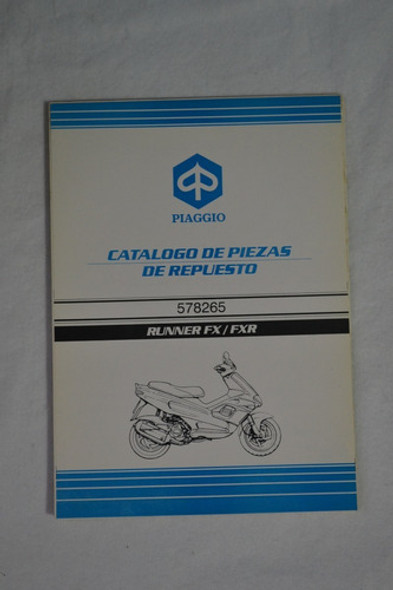 PIAGGIO
CATALOGO DE PIEZAS
DE REPUESTO
578265
RUNNER FX/FXR